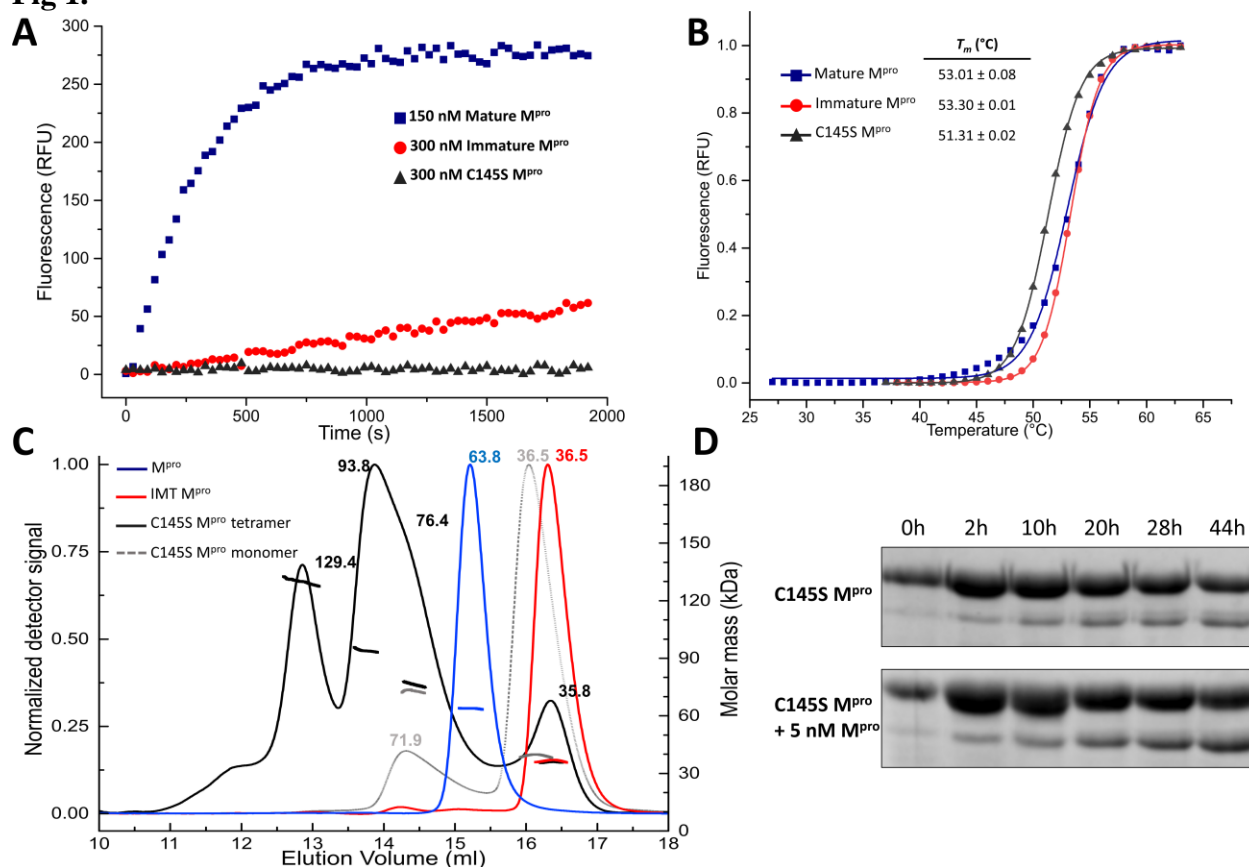 Fig 1.
A
300
250
200
150
100
50
0
Fluorescence (RFU)
150 nM Mature Mpro
300 nM Immature Mpro
300 nM C145S Mpro
0 500 1000 1500 2000
Time (s)
B
1.0
0.8
0.6
0.4
0.2
0.0
Fluorescence (RFU)
Tm (°C)
Mature Mpro 53.01 ± 0.08
Immature Mpro 53.30 ± 0.01
C145S Mpro 51.31 ± 0.02
25 30 35 40 45 50 55 60 65
Temperature (°C)
C
1.00
0.75
0.50
0.25
0.00
Normalized detector signal
Mpro
IMT Mpro
C145S Mpro tetramer
C145S Mpro monomer
93.8
63.8
36.5
36.5
76.4
129.4
35.8
71.9
180
150
120
90
60
30
0
Molar mass (kDa)
10 11 12 13 14 15 16 17 18
Elution Volume (ml)
D
0h 2h 10h 20h 28h 44h
C145S Mpro
C145S Mpro
+ 5 nM Mpro